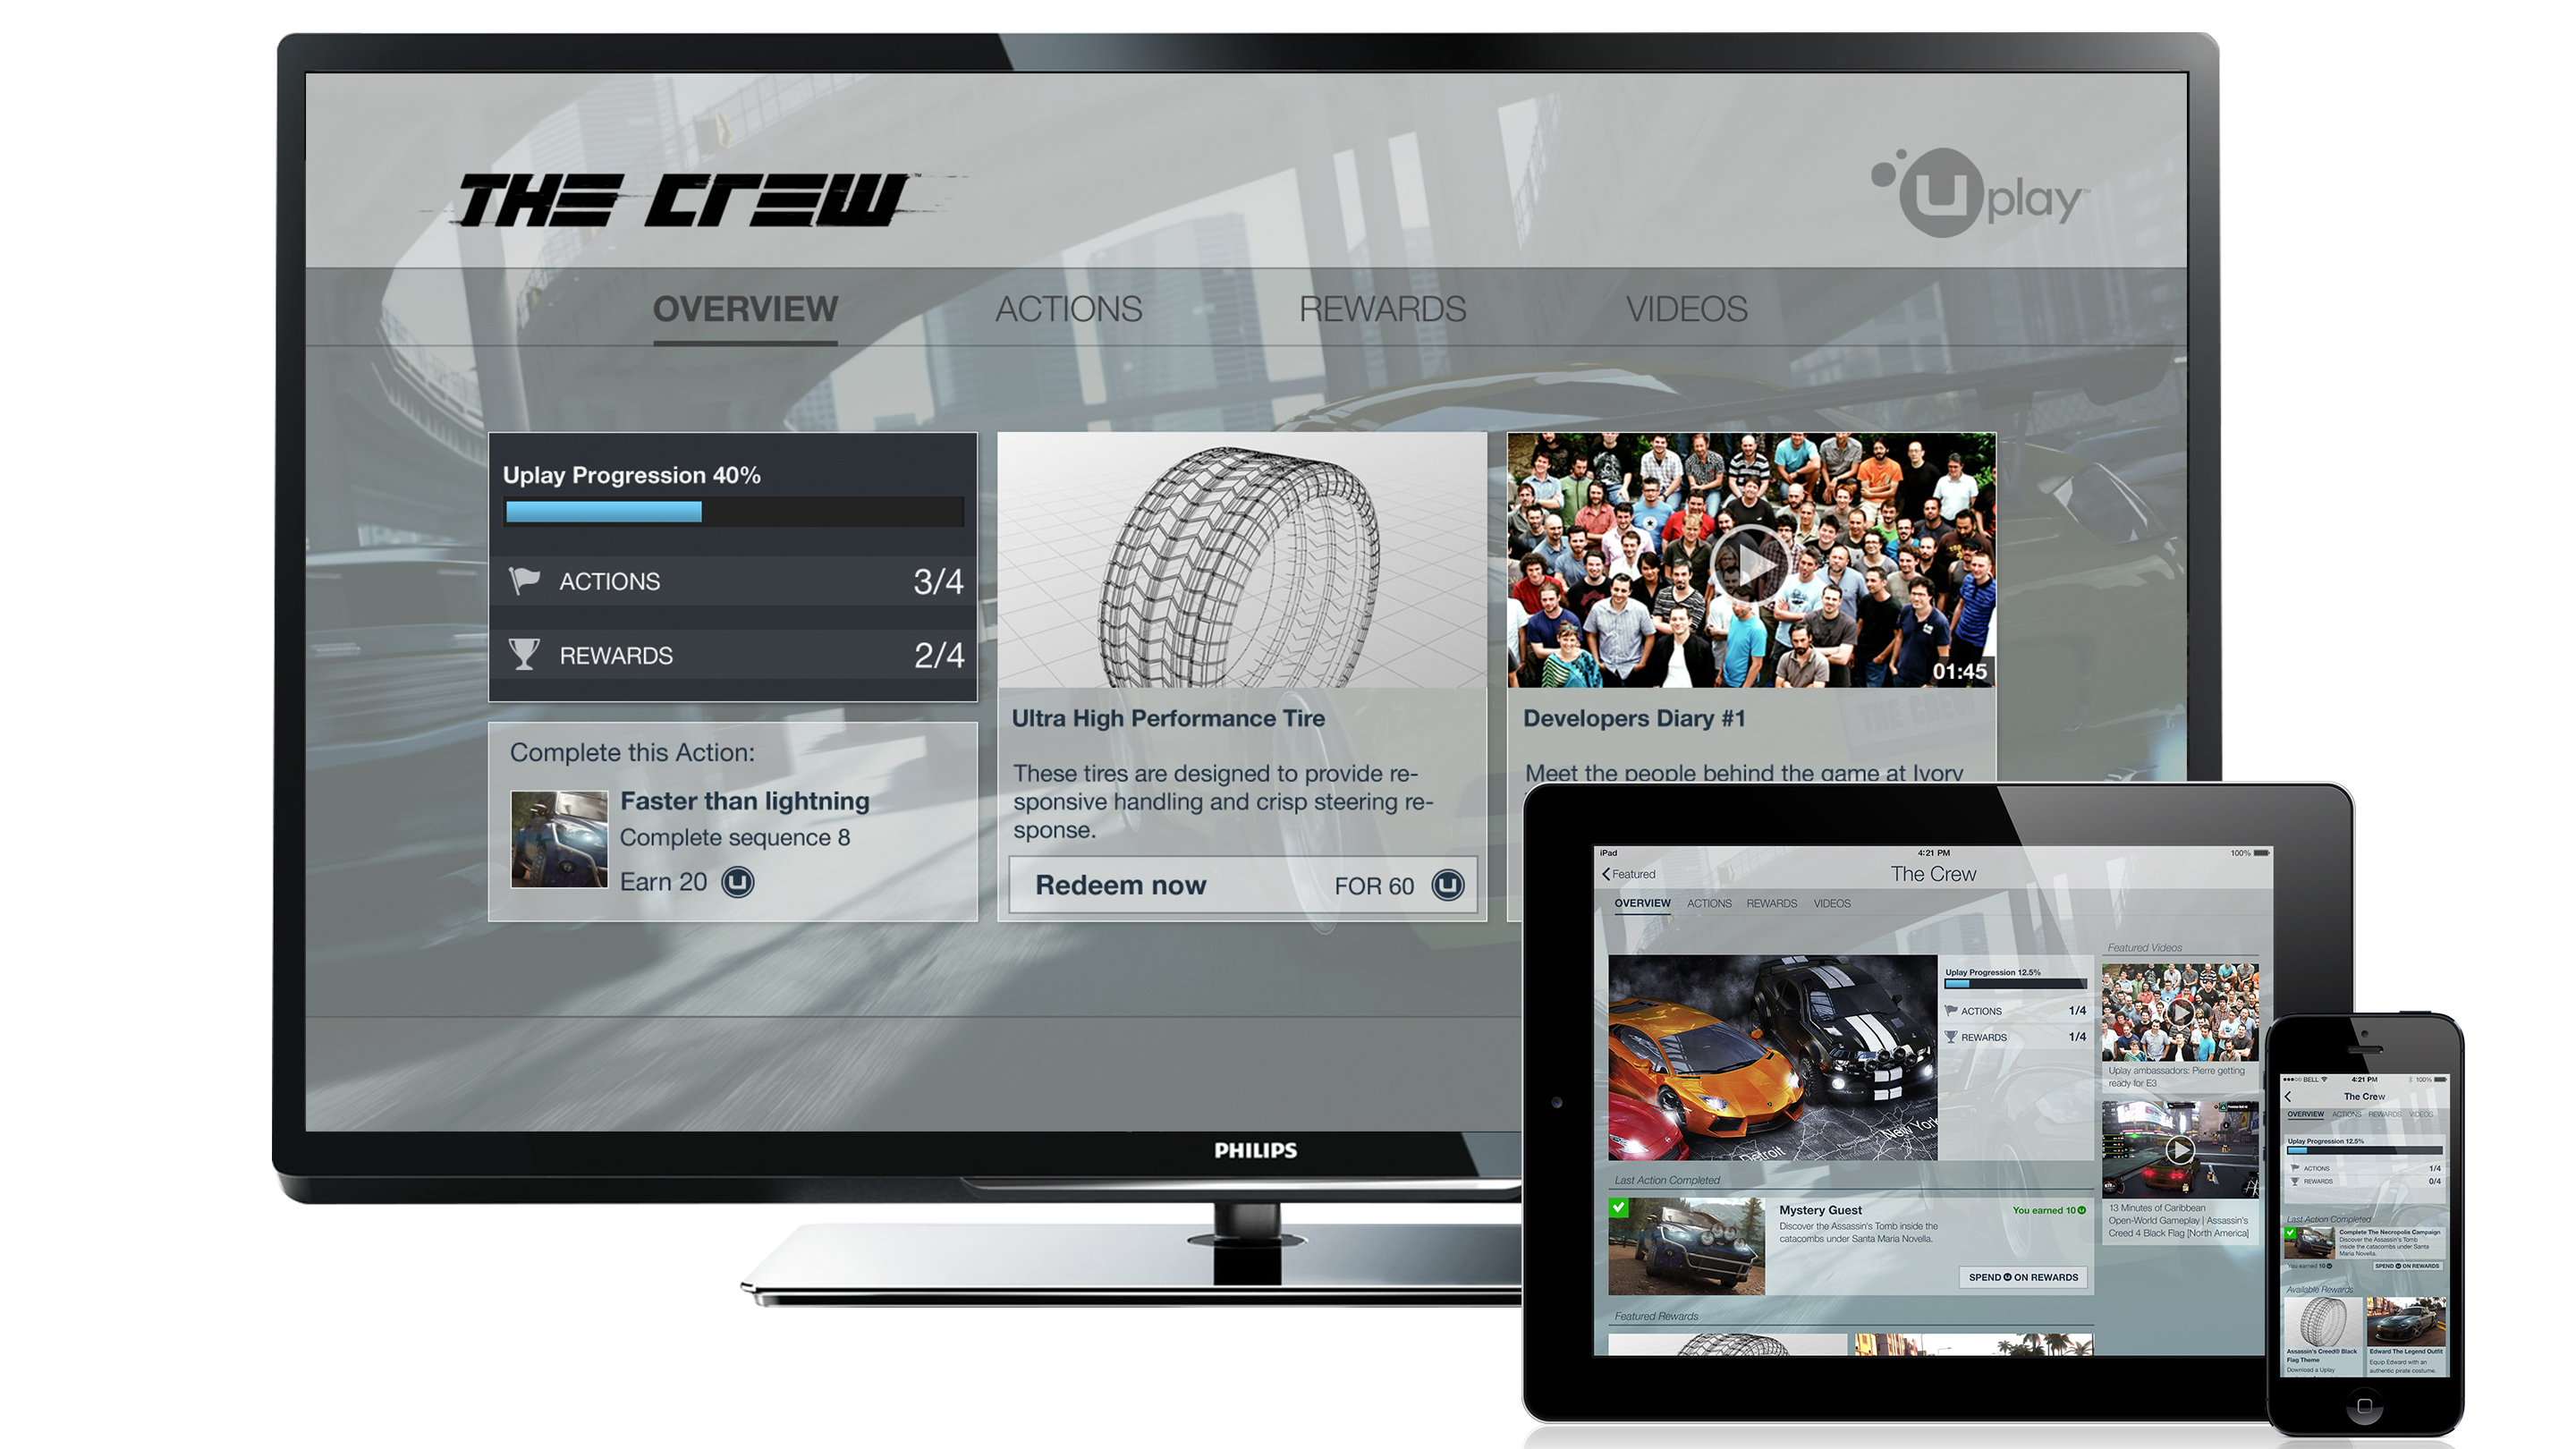 THE CREW™
Uplay™
OVERVIEW
ACTIONS
REWARDS
VIDEOS
Uplay Progression 40%
ACTIONS 3/4
REWARDS 2/4
Complete this Action:
Faster than lightning
Complete sequence 8
Earn 20 U
Ultra High Performance Tire
These tires are designed to provide re-
sponsive handling and crisp steering re-
sponse.
Redeem now FOR 60 U
01:45
Developers Diary #1
Meet the people behind the game at Ivory
THE CREW
PHILIPS
iPad 4:21 PM 100%
Featured The Crew
OVERVIEW ACTIONS REWARDS VIDEOS
Detroit
New York
Uplay Progression 12.5%
ACTIONS 1/4
REWARDS 1/4
Featured Videos
Uplay ambassadors: Pierre getting
ready for E3
13 Minutes of Caribbean
Open-World Gameplay | Assassin's
Creed 4 Black Flag [North America]
Last Action Completed
Mystery Guest
You earned 10 U
Discover the Assassin's Tomb inside the
catacombs under Santa Maria Novella.
SPEND U ON REWARDS
Featured Rewards
BELL 4:21 PM 100%
The Crew
OVERVIEW ACTIONS REWARDS VIDEOS
Uplay Progression 12.5%
ACTIONS 1/4
REWARDS 0/4
Last Action Completed
Complete The Necropolis Campaign
Discover the Assassin's Tomb
inside the catacombs under Santa
Maria Novella.
You earned 10 U
SPEND U ON REWARDS
Available Rewards
Assassin's Creed® Black
Flag Theme
Download a Uplay
Edward The Legend Outfit
Equip Edward with an
authentic pirate costume.